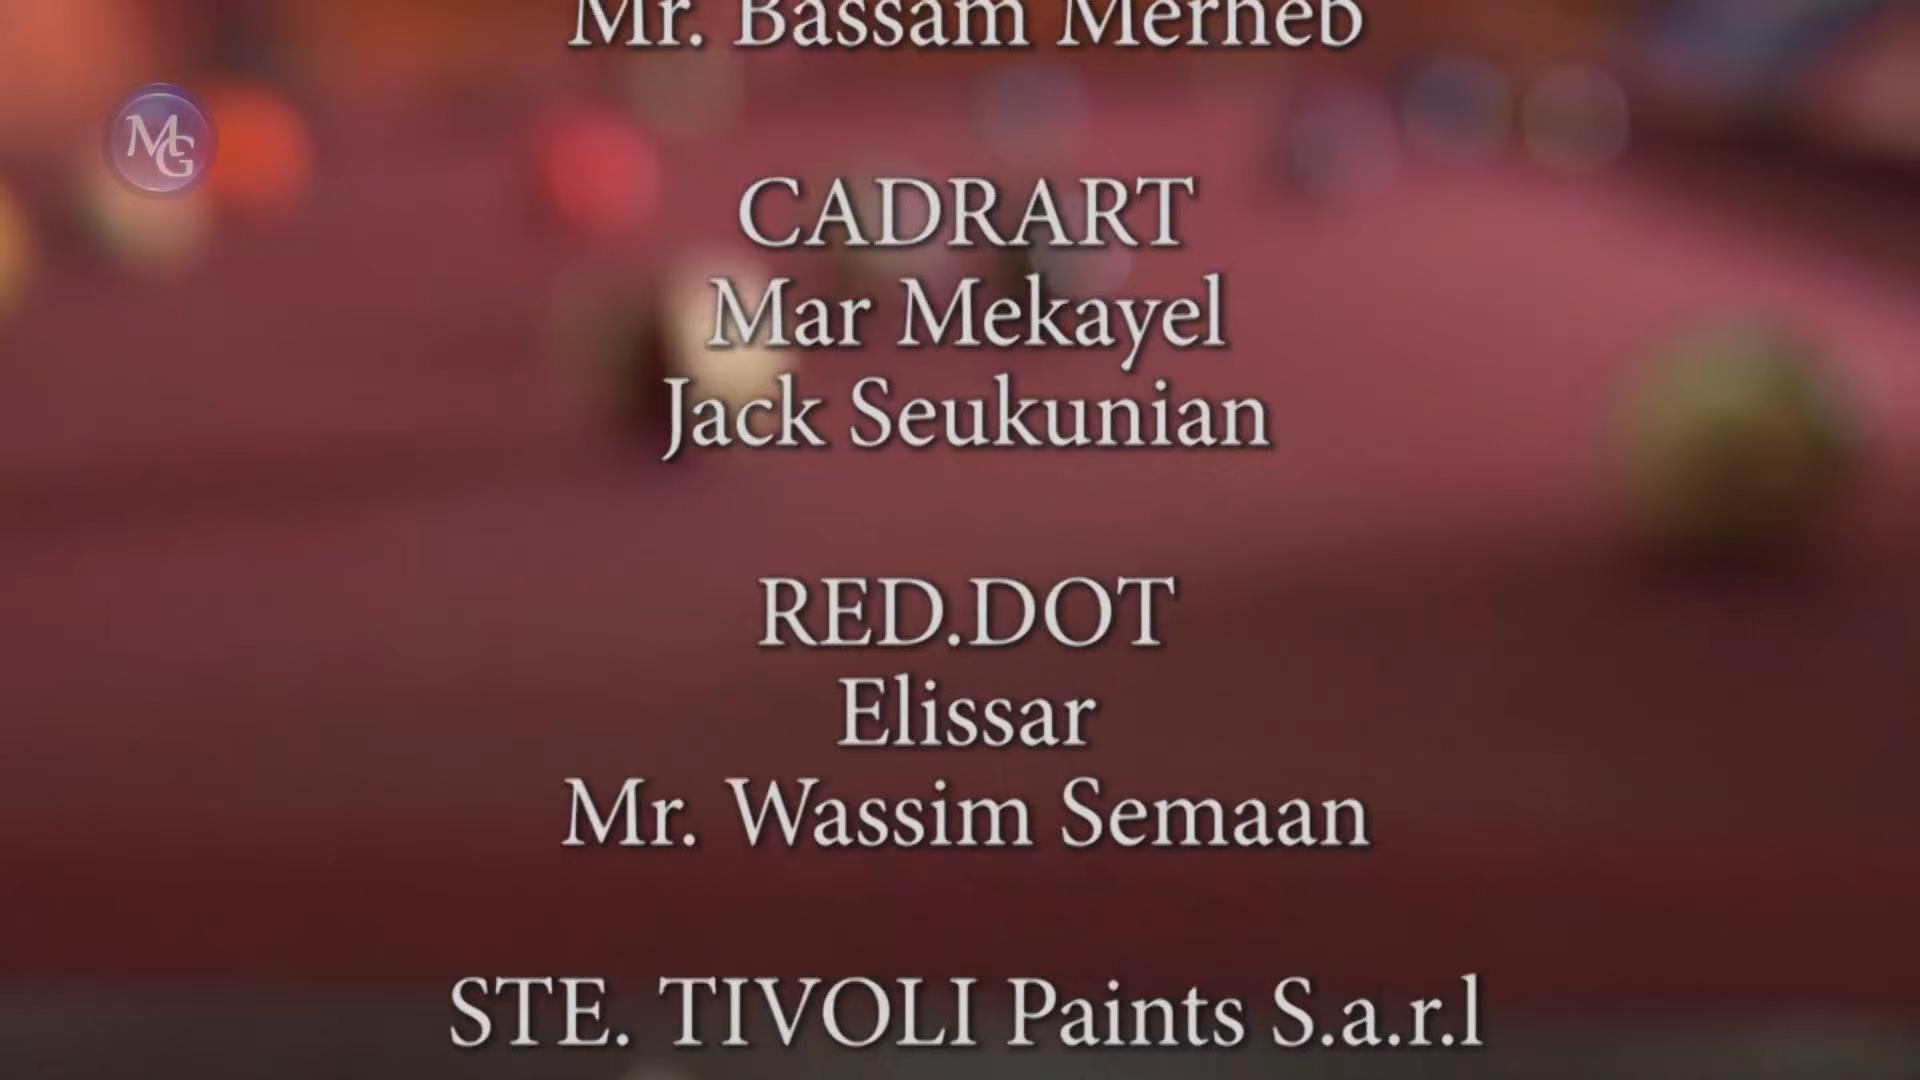 Mr. Bassam Merheb
MG
CADRART
Mar Mekayel
Jack Seukunian
RED.DOT
Elissar
Mr. Wassim Semaan
STE. TIVOLI Paints S.a.r.l